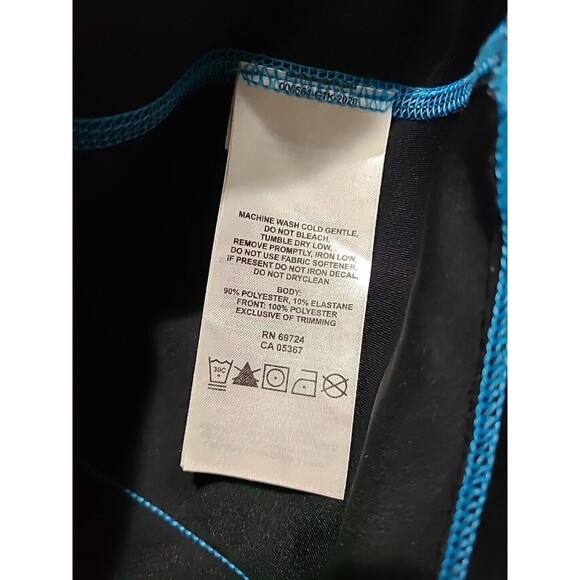 MACHINE WASH COLD GENTLE,
DO NOT BLEACH,
TUMBLE DRY LOW,
REMOVE PROMPTLY, IRON LOW,
DO NOT USE FABRIC SOFTENER,
IF PRESENT DO NOT IRON DECAL,
DO NOT DRYCLEAN
BODY:
90% POLYESTER, 10% ELASTANE
FRONT: 100% POLYESTER
EXCLUSIVE OF TRIMMING
RN 69724
CA 05367
30C